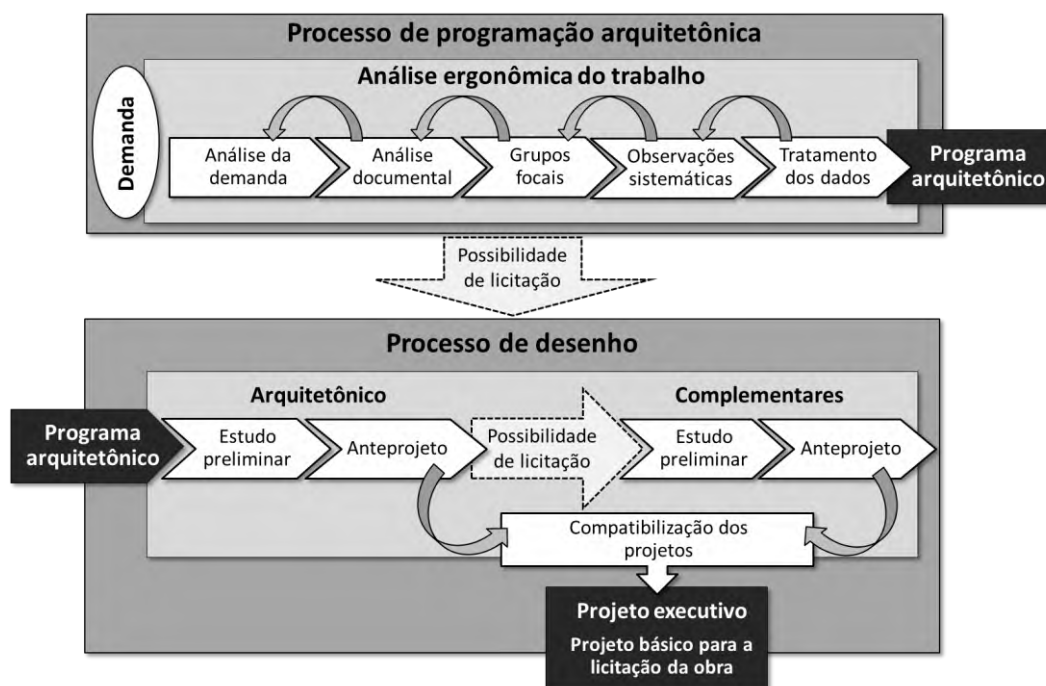 Processo de programação arquitetônica
Análise ergonômica do trabalho
Demanda
Análise da
demanda
Análise
documental
Grupos
focais
Observações
sistemáticas
Tratamento
dos dados
Programa
arquitetônico
Possibilidade
de licitação
Processo de desenho
Arquitetônico
Complementares
Programa
arquitetônico
Estudo
preliminar
Anteprojeto
Possibilidade
de licitação
Estudo
preliminar
Anteprojeto
Compatibilização dos
projetos
Projeto executivo
Projeto básico para a
licitação da obra